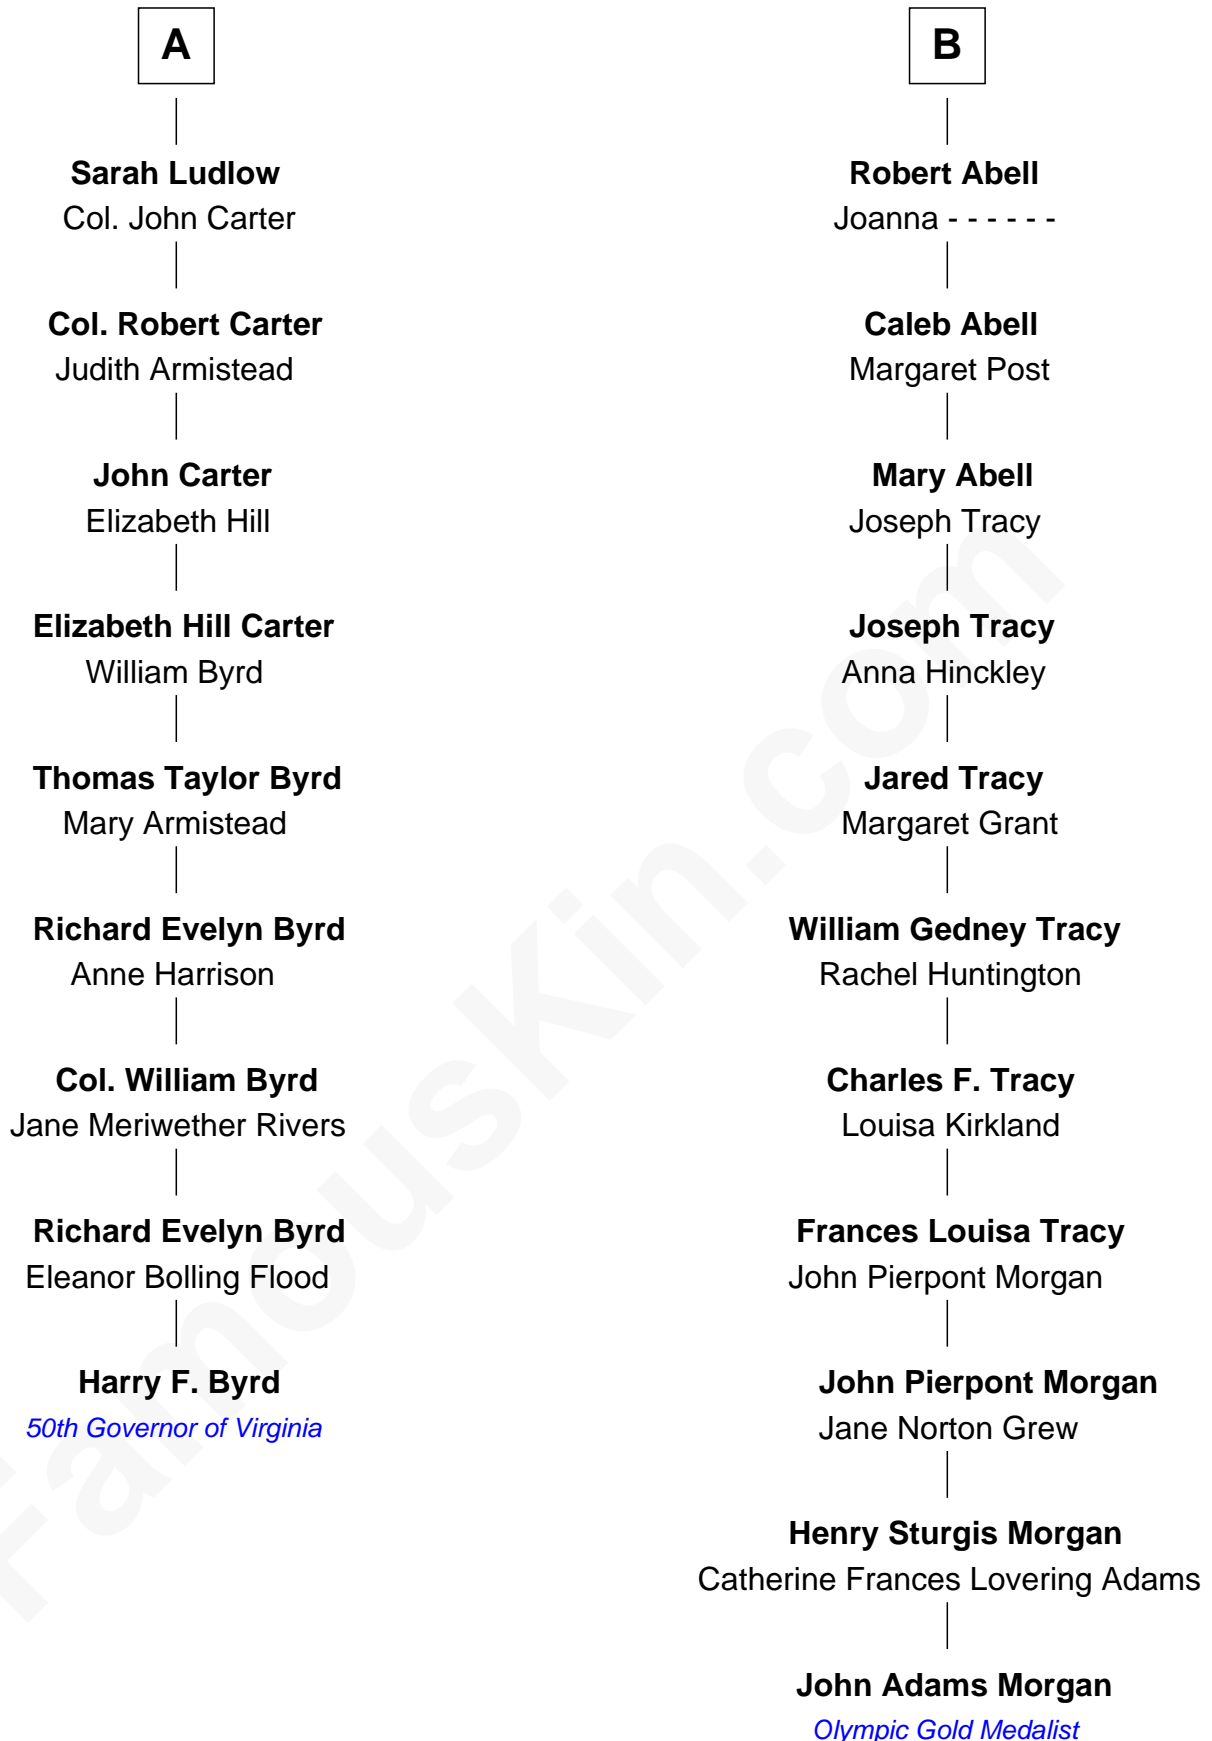 A
Sarah Ludlow
Col. John Carter
Col. Robert Carter
Judith Armistead
John Carter
Elizabeth Hill
Elizabeth Hill Carter
William Byrd
Thomas Taylor Byrd
Mary Armistead
Richard Evelyn Byrd
Anne Harrison
Col. William Byrd
Jane Meriwether Rivers
Richard Evelyn Byrd
Eleanor Bolling Flood
Harry F. Byrd
50th Governor of Virginia
B
Robert Abell
Joanna - - - - - -
Caleb Abell
Margaret Post
Mary Abell
Joseph Tracy
Joseph Tracy
Anna Hinckley
Jared Tracy
Margaret Grant
William Gedney Tracy
Rachel Huntington
Charles F. Tracy
Louisa Kirkland
Frances Louisa Tracy
John Pierpont Morgan
John Pierpont Morgan
Jane Norton Grew
Henry Sturgis Morgan
Catherine Frances Lovering Adams
John Adams Morgan
Olympic Gold Medalist
FamousKin.com